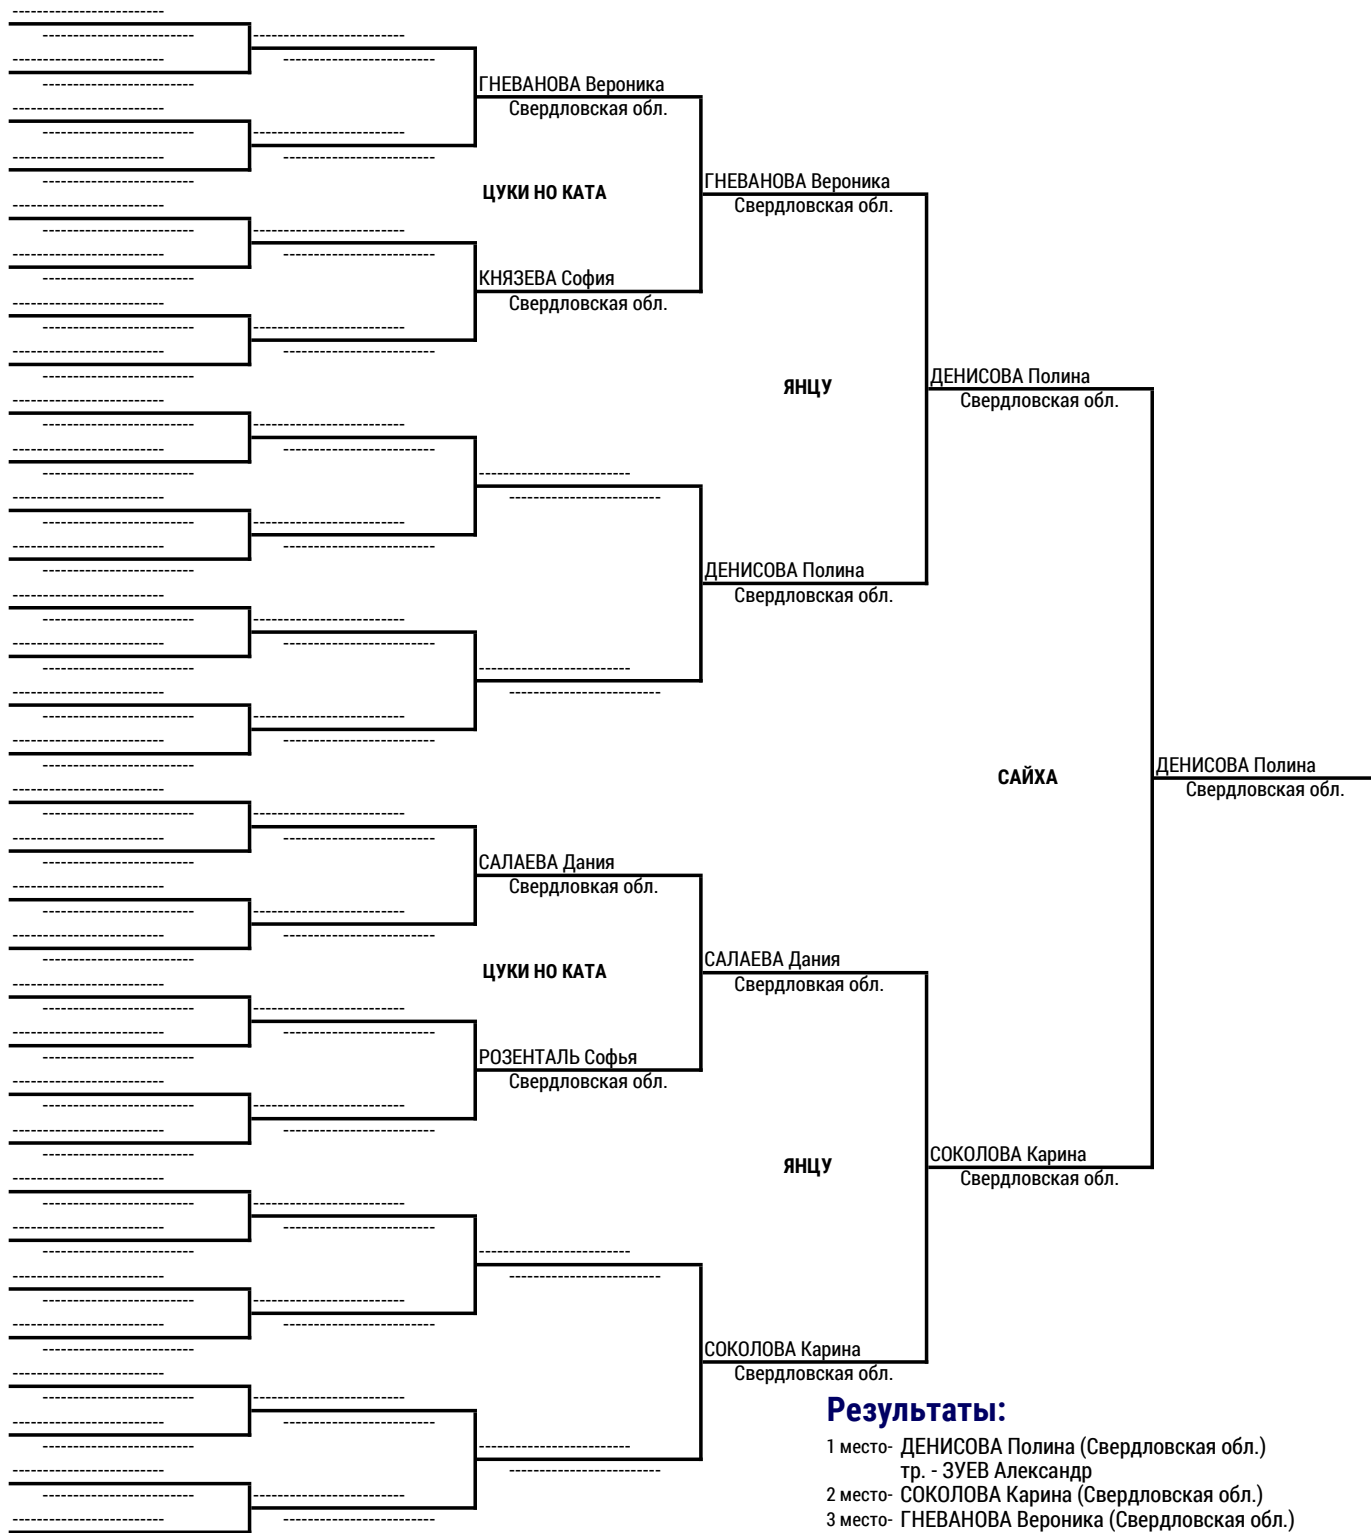 ГНЕВАНОВА Вероника
Свердловская обл.
ЦУКИ НО КАТА
ГНЕВАНОВА Вероника
Свердловская обл.
КНЯЗЕВА София
Свердловская обл.
ЯНЦУ
ДЕНИСОВА Полина
Свердловская обл.
ДЕНИСОВА Полина
Свердловская обл.
САЙХА
ДЕНИСОВА Полина
Свердловская обл.
САЛАЕВА Дания
Свердловкая обл.
ЦУКИ НО КАТА
САЛАЕВА Дания
Свердловкая обл.
РОЗЕНТАЛЬ Софья
Свердловская обл.
ЯНЦУ
СОКОЛОВА Карина
Свердловская обл.
СОКОЛОВА Карина
Свердловская обл.
Результаты:
1 место- ДЕНИСОВА Полина (Свердловская обл.)
тр. - ЗУЕВ Александр
2 место- СОКОЛОВА Карина (Свердловская обл.)
3 место- ГНЕВАНОВА Вероника (Свердловская обл.)